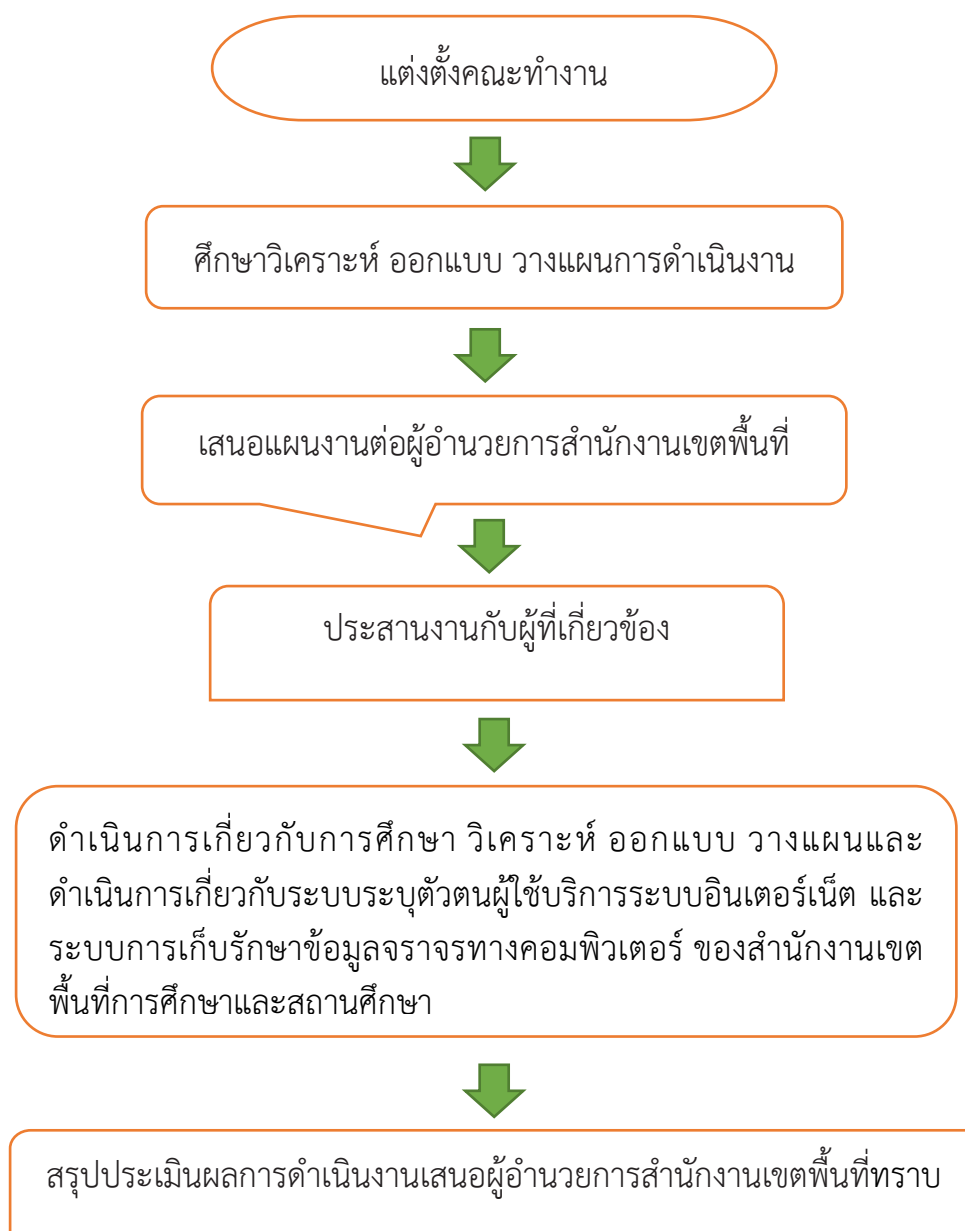 แต่งตั้งคณะทำงาน
ศึกษาวิเคราะห์ ออกแบบ วางแผนการดำเนินงาน
เสนอแผนงานต่อผู้อำนวยการสำนักงานเขตพื้นที่
ประสานงานกับผู้ที่เกี่ยวข้อง
ดำเนินการเกี่ยวกับการศึกษา วิเคราะห์ ออกแบบ วางแผนและ
ดำเนินการเกี่ยวกับระบบระบุตัวตนผู้ใช้บริการระบบอินเตอร์เน็ต และ
ระบบการเก็บรักษาข้อมูลจราจรทางคอมพิวเตอร์ ของสำนักงานเขต
พื้นที่การศึกษาและสถานศึกษา
สรุปประเมินผลการดำเนินงานเสนอผู้อำนวยการสำนักงานเขตพื้นที่ทราบ